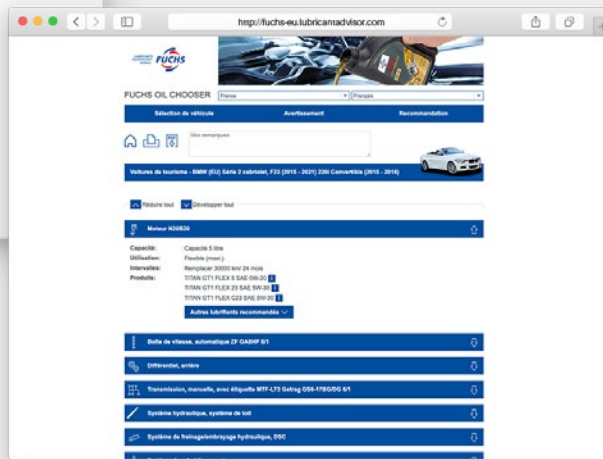 http://fuchs-eu.lubricantsadvisor.com
LUBRICANTS.
TECHNOLOGY.
PEOPLE.
FUCHS
FUCHS OIL CHOOSER
France
Français
Sélection de véhicule Avertissement Recommandation
Vos remarques
Voitures de tourisme - BMW (EU) Série 2 cabriolet, F23 (2015 - 2021) 220i Convertible (2015 - 2016)
Réduire tout Développer tout
Moteur N20B20
Capacité: Capacité 5 litre
Utilisation: Flexible (maxi.)
Intervalles: Remplacer 30000 km/ 24 mois
Produits: TITAN GT1 FLEX 5 SAE 0W-20
TITAN GT1 FLEX 23 SAE 5W-30
TITAN GT1 FLEX C23 SAE 5W-30
Autres lubrifiants recommandés
Boîte de vitesse, automatique ZF GA8HP 8/1
Différentiel, arrière
Transmission, manuelle, avec étiquette MTF-LT3 Getrag GS6-17BG/DG 6/1
Système hydraulique, système de toit
Système de freinage/embrayage hydraulique, DSC